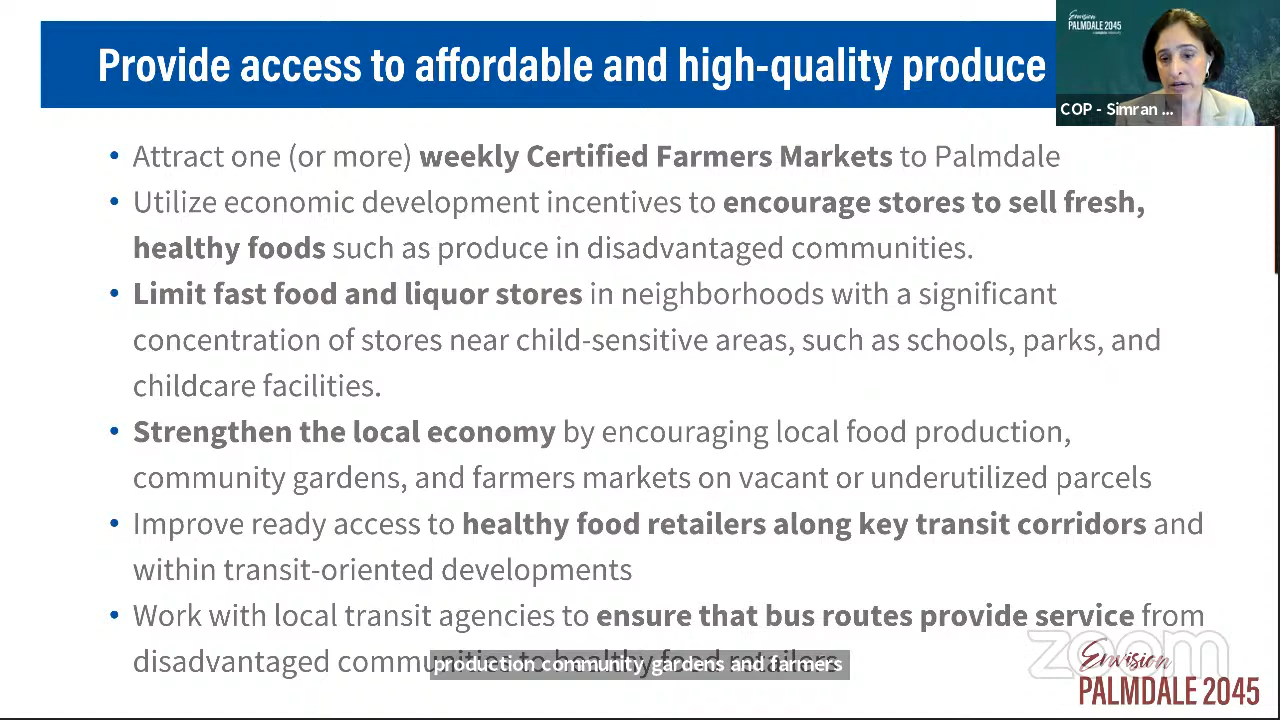 Provide access to affordable and high-quality produce
Envision
PALMDALE 2045
COP - Simran ...
• Attract one (or more) weekly Certified Farmers Markets to Palmdale
• Utilize economic development incentives to encourage stores to sell fresh,
healthy foods such as produce in disadvantaged communities.
• Limit fast food and liquor stores in neighborhoods with a significant
concentration of stores near child-sensitive areas, such as schools, parks, and
childcare facilities.
• Strengthen the local economy by encouraging local food production,
community gardens, and farmers markets on vacant or underutilized parcels
• Improve ready access to healthy food retailers along key transit corridors and
within transit-oriented developments
• Work with local transit agencies to ensure that bus routes provide service from
disadvantaged communities to healthy food retailers
production community gardens and farmers
zoom
Envision
PALMDALE 2045